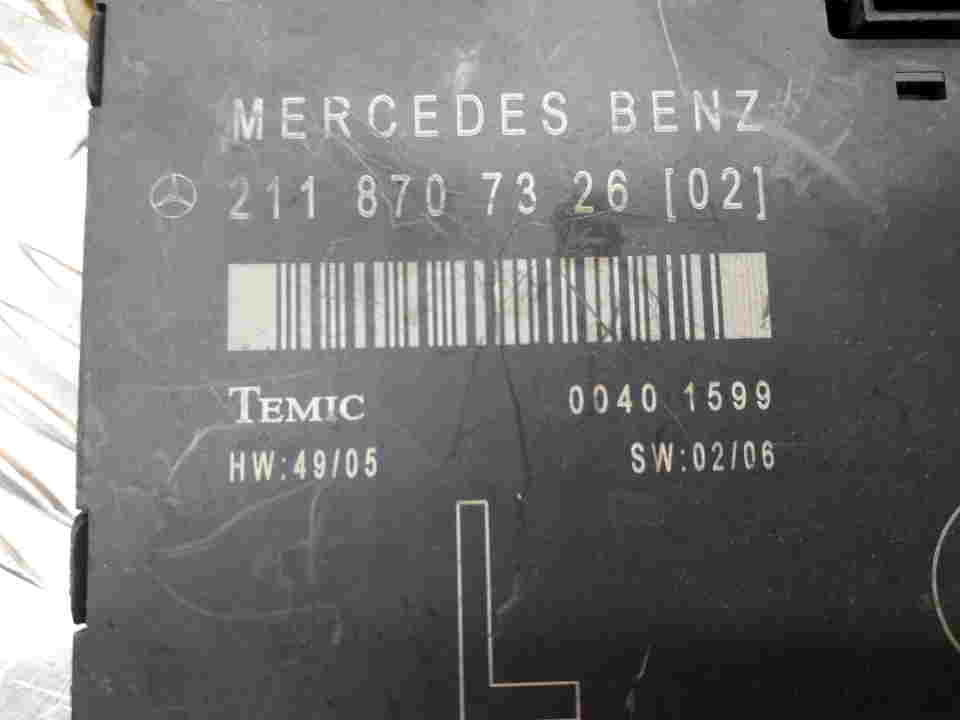 MERCEDES BENZ
211 870 73 26 [02]
TEMIC 0040 1599
HW:49/05 SW:02/06
L